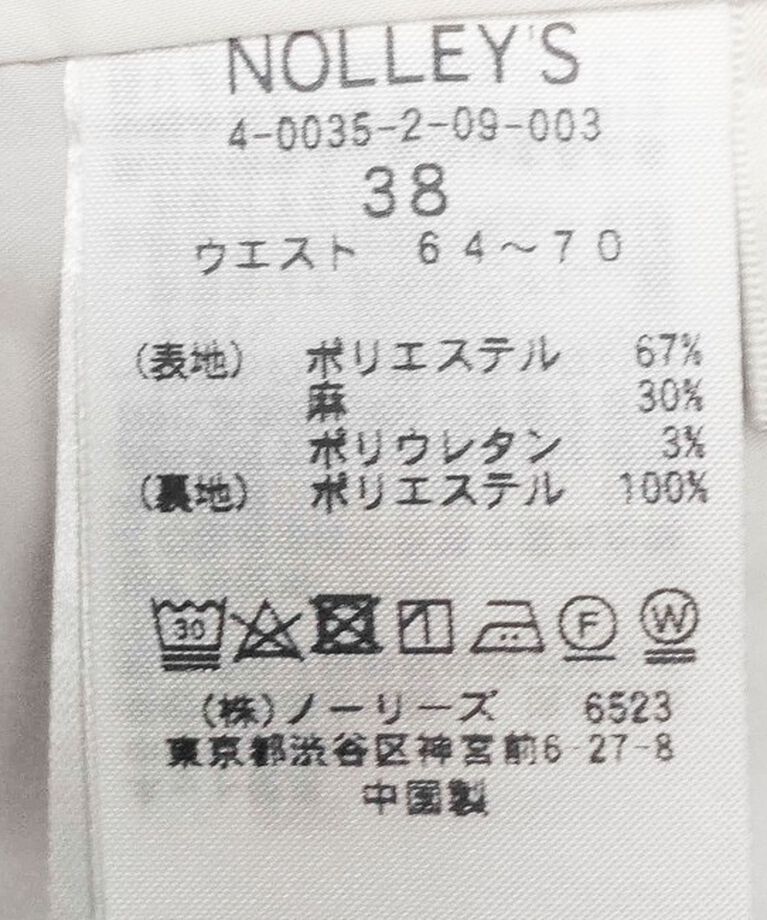 NOLLEY'S
4-0035-2-09-003
38
ウエスト 64～70
(表地) ポリエステル 67%
麻 30%
ポリウレタン 3%
(裏地) ポリエステル 100%
30 F W
(株)ノーリーズ 6523
東京都渋谷区神宮前6-27-8
中国製